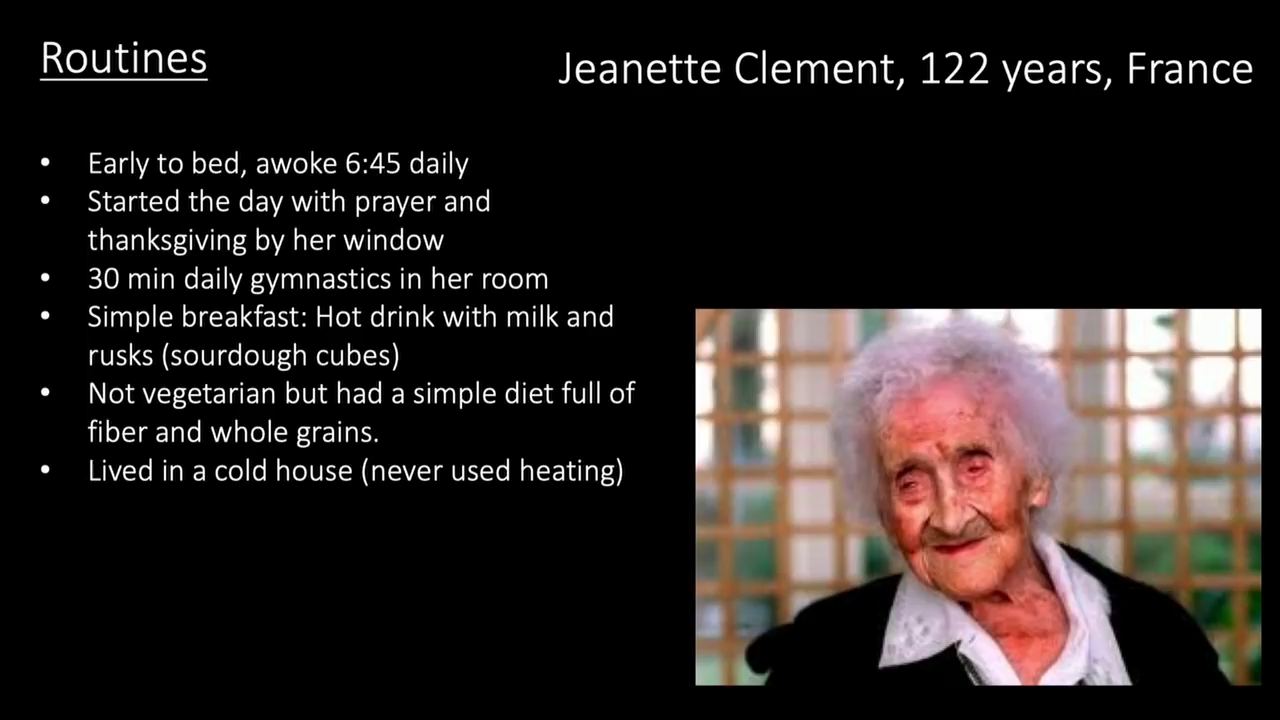 Routines
Jeanette Clement, 122 years, France
• Early to bed, awoke 6:45 daily
• Started the day with prayer and
thanksgiving by her window
• 30 min daily gymnastics in her room
• Simple breakfast: Hot drink with milk and
rusks (sourdough cubes)
• Not vegetarian but had a simple diet full of
fiber and whole grains.
• Lived in a cold house (never used heating)